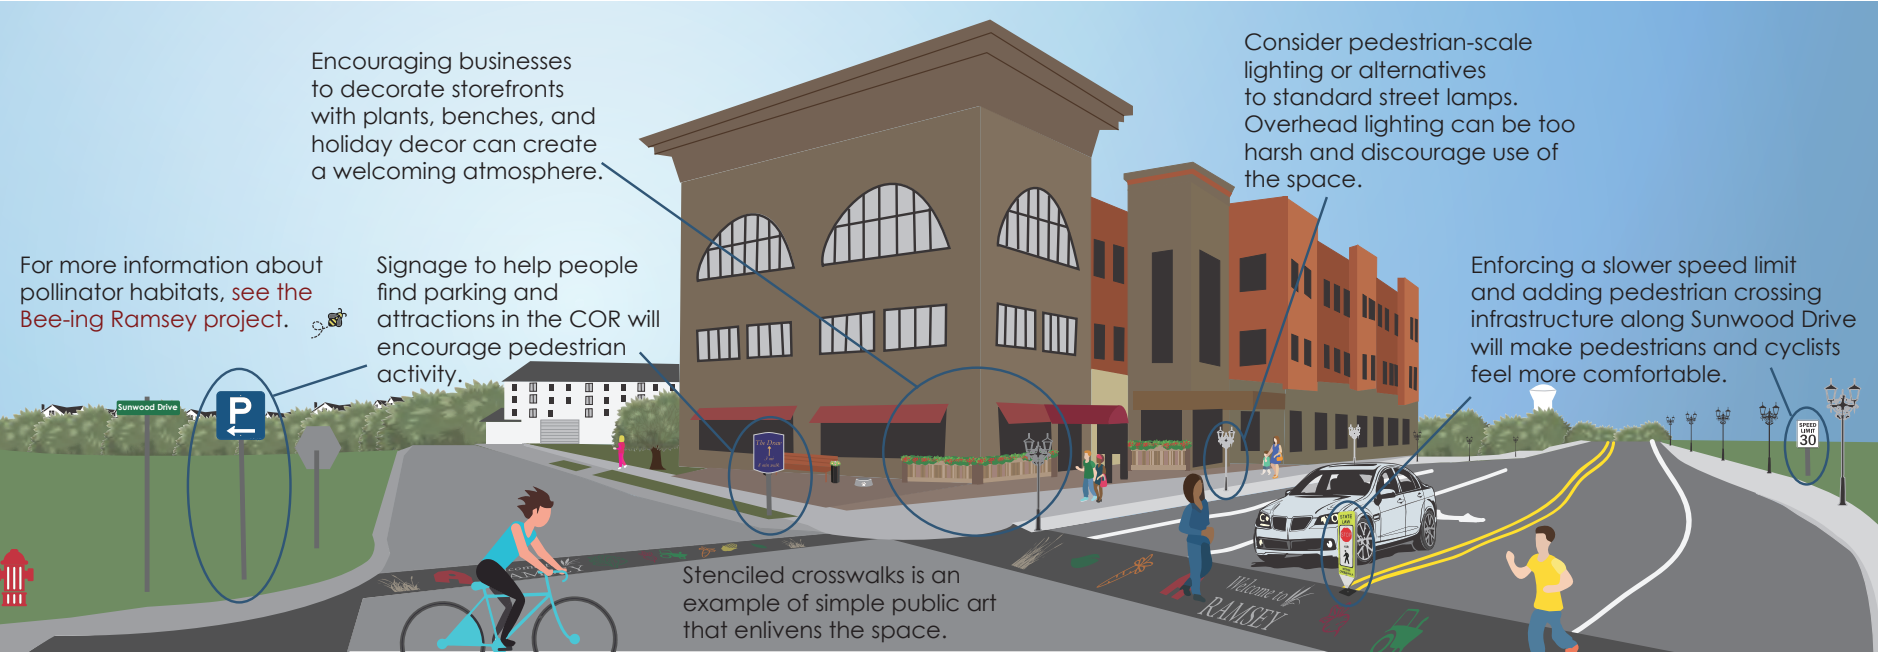 Encouraging businesses
to decorate storefronts
with plants, benches, and
holiday decor can create
a welcoming atmosphere.
Consider pedestrian-scale
lighting or alternatives
to standard street lamps.
Overhead lighting can be too
harsh and discourage use of
the space.
For more information about
pollinator habitats, see the
Bee-ing Ramsey project.
Signage to help people
find parking and
attractions in the COR will
encourage pedestrian
activity.
Enforcing a slower speed limit
and adding pedestrian crossing
infrastructure along Sunwood Drive
will make pedestrians and cyclists
feel more comfortable.
Sunwood Drive
P
The Draw
SPEED
LIMIT
30
STATE
LAW
RAMSEY
Stenciled crosswalks is an
example of simple public art
that enlivens the space.
Welcome to
RAMSEY